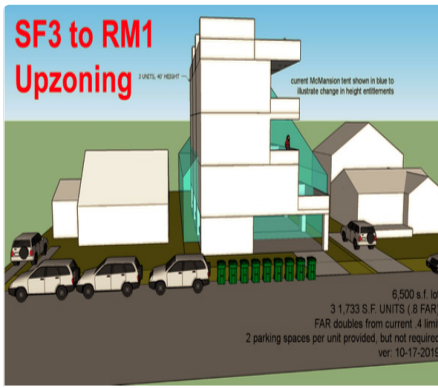 SF3 to RM1
Upzoning
3 UNITS, 40' HEIGHT
current McMansion tent shown in blue to
illustrate change in height entitlements
6,500 s.f. lo
3 1,733 S.F. UNITS (.8 FAR)
FAR doubles from current .4 limi
2 parking spaces per unit provided, but not required
ver: 10-17-2019